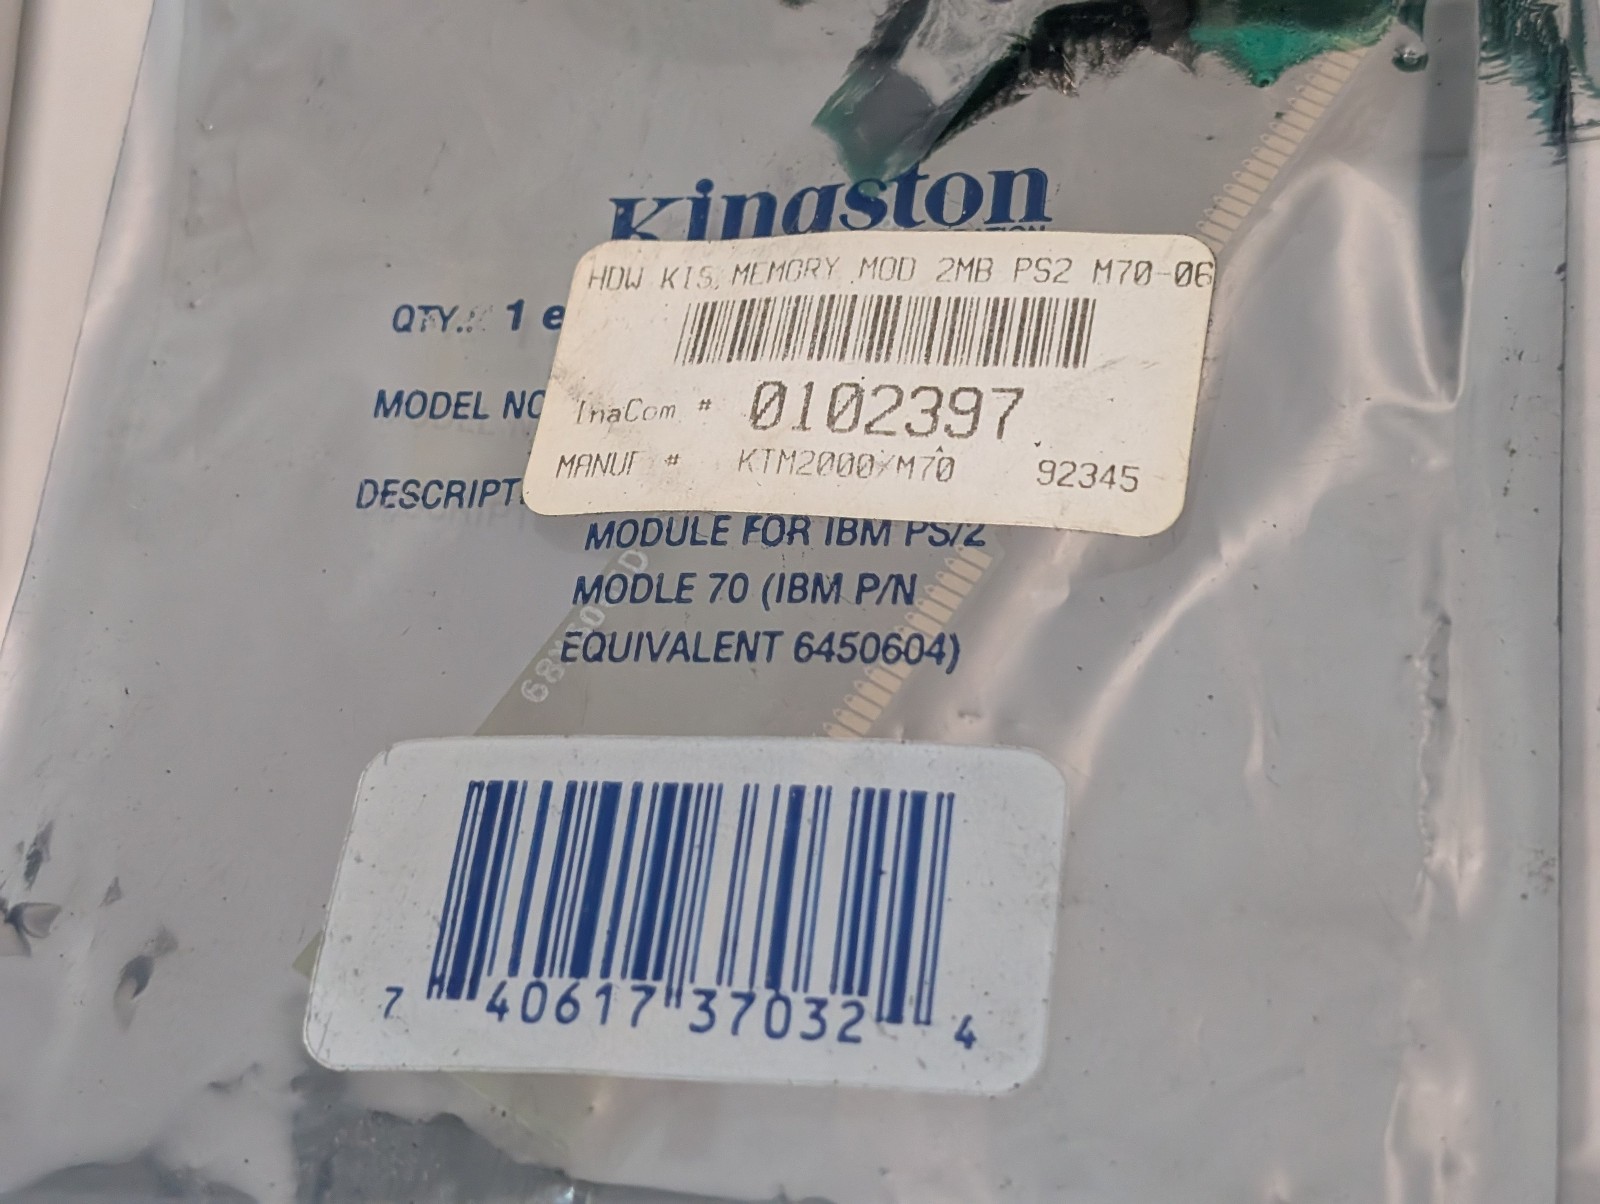 Kingston
HDW KIS MEMORY MOD 2MB PS2 M70-06
QTY.: 1 e
InaCom # 0102397
MODEL NO
MANUF # KTM2000/M70 92345
DESCRIPTI
MODULE FOR IBM PS/2
MODLE 70 (IBM P/N
EQUIVALENT 6450604)
7 40617 37032 4